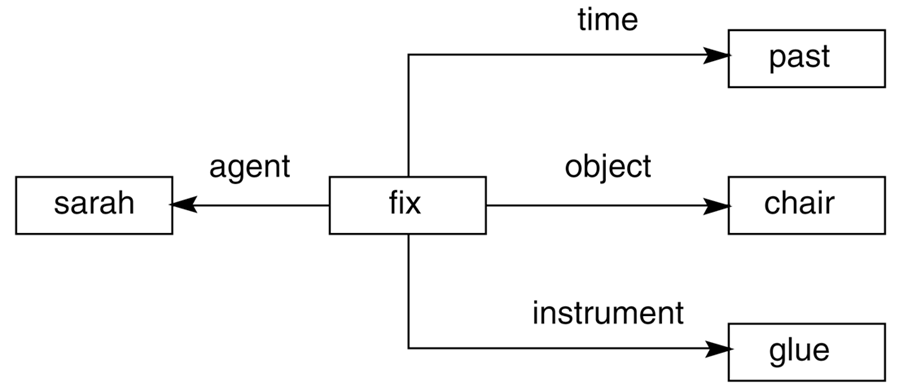 time
past
agent
object
sarah
fix
chair
instrument
glue